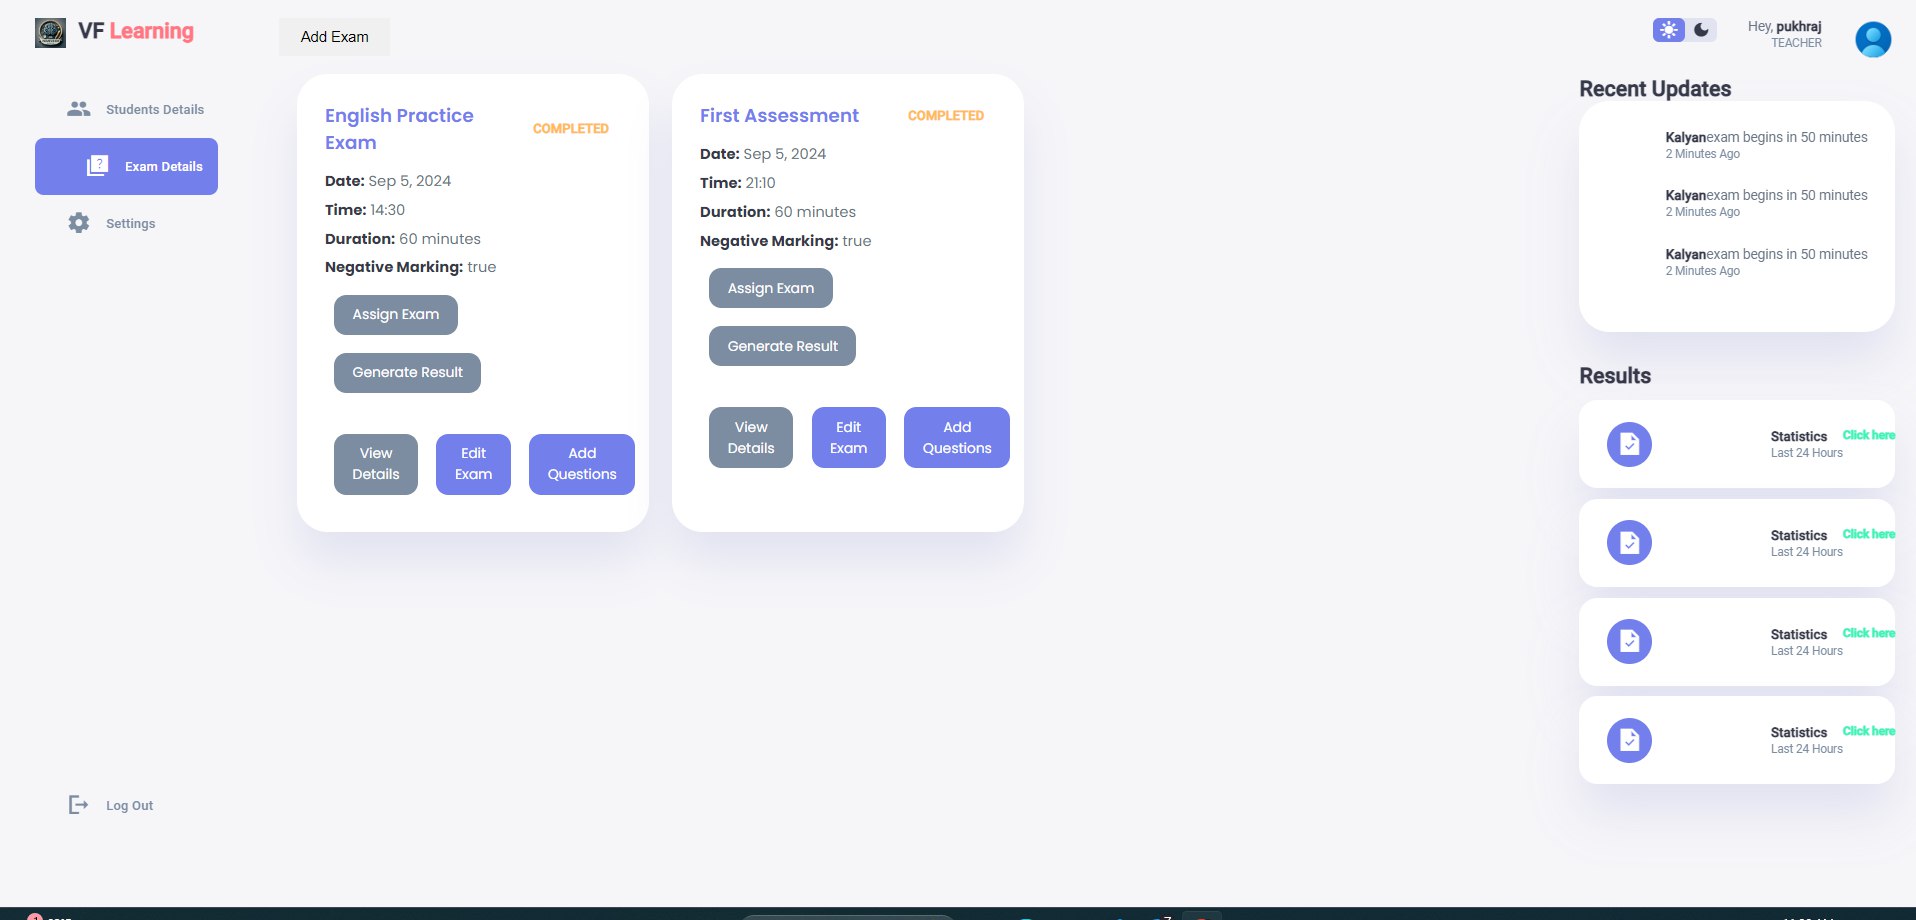 VF Learning
Add Exam
Hey, pukhraj
TEACHER
Students Details
Exam Details
Settings
Log Out
English Practice
Exam
COMPLETED
Date: Sep 5, 2024
Time: 14:30
Duration: 60 minutes
Negative Marking: true
Assign Exam
Generate Result
View
Details
Edit
Exam
Add
Questions
First Assessment
COMPLETED
Date: Sep 5, 2024
Time: 21:10
Duration: 60 minutes
Negative Marking: true
Assign Exam
Generate Result
View
Details
Edit
Exam
Add
Questions
Recent Updates
Kalyanexam begins in 50 minutes
2 Minutes Ago
Kalyanexam begins in 50 minutes
2 Minutes Ago
Kalyanexam begins in 50 minutes
2 Minutes Ago
Results
Statistics Click here
Last 24 Hours
Statistics Click here
Last 24 Hours
Statistics Click here
Last 24 Hours
Statistics Click here
Last 24 Hours